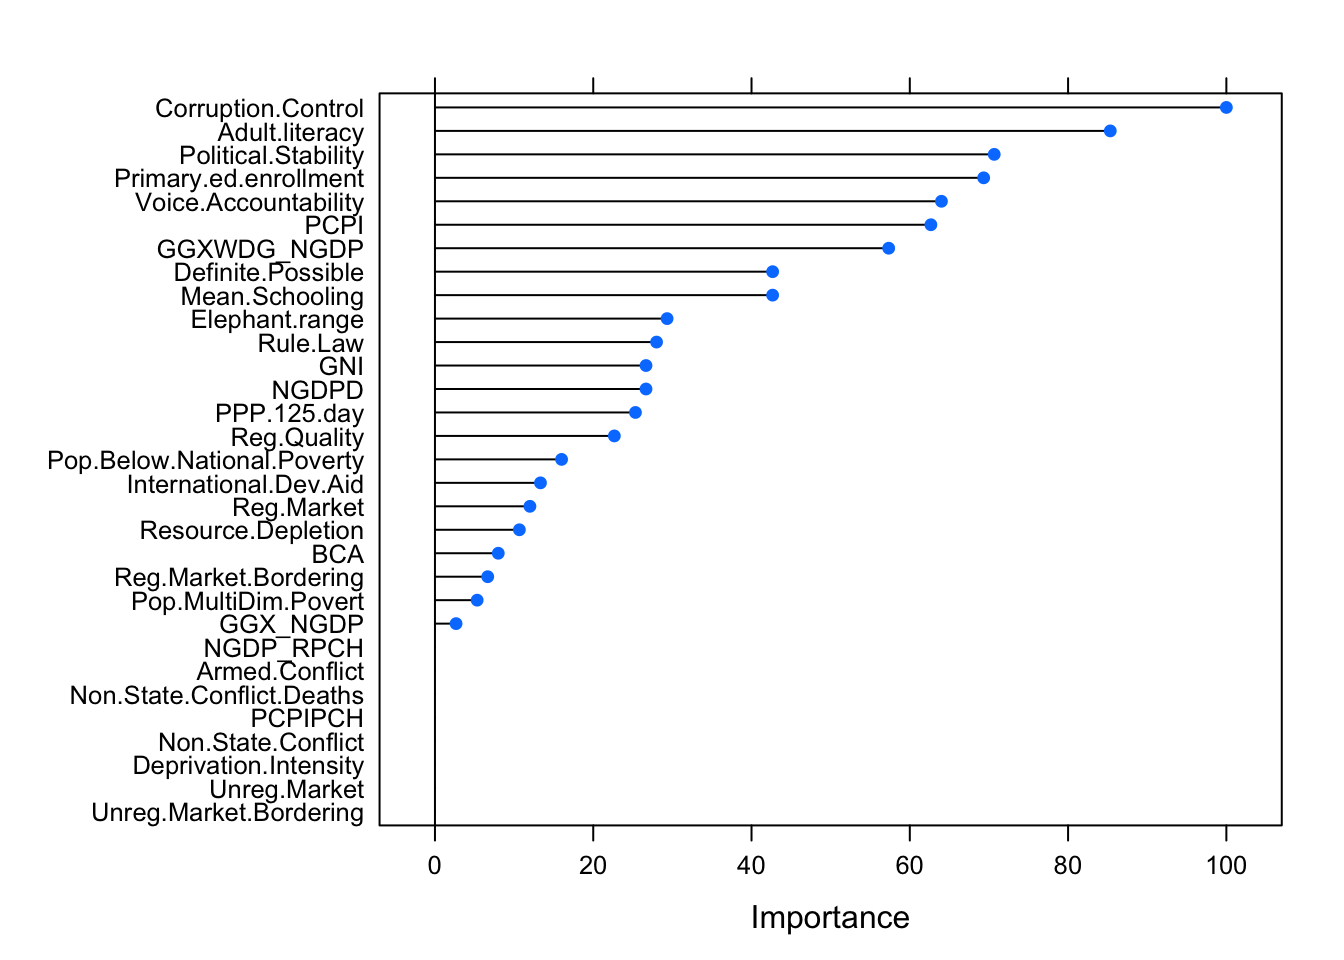 Corruption.Control
Adult.literacy
Political.Stability
Primary.ed.enrollment
Voice.Accountability
PCPI
GGXWDG_NGDP
Definite.Possible
Mean.Schooling
Elephant.range
Rule.Law
GNI
NGDPD
PPP.125.day
Reg.Quality
Pop.Below.National.Poverty
International.Dev.Aid
Reg.Market
Resource.Depletion
BCA
Reg.Market.Bordering
Pop.MultiDim.Povert
GGX_NGDP
NGDP_RPCH
Armed.Conflict
Non.State.Conflict.Deaths
PCPIPCH
Non.State.Conflict
Deprivation.Intensity
Unreg.Market
Unreg.Market.Bordering
0 20 40 60 80 100
Importance